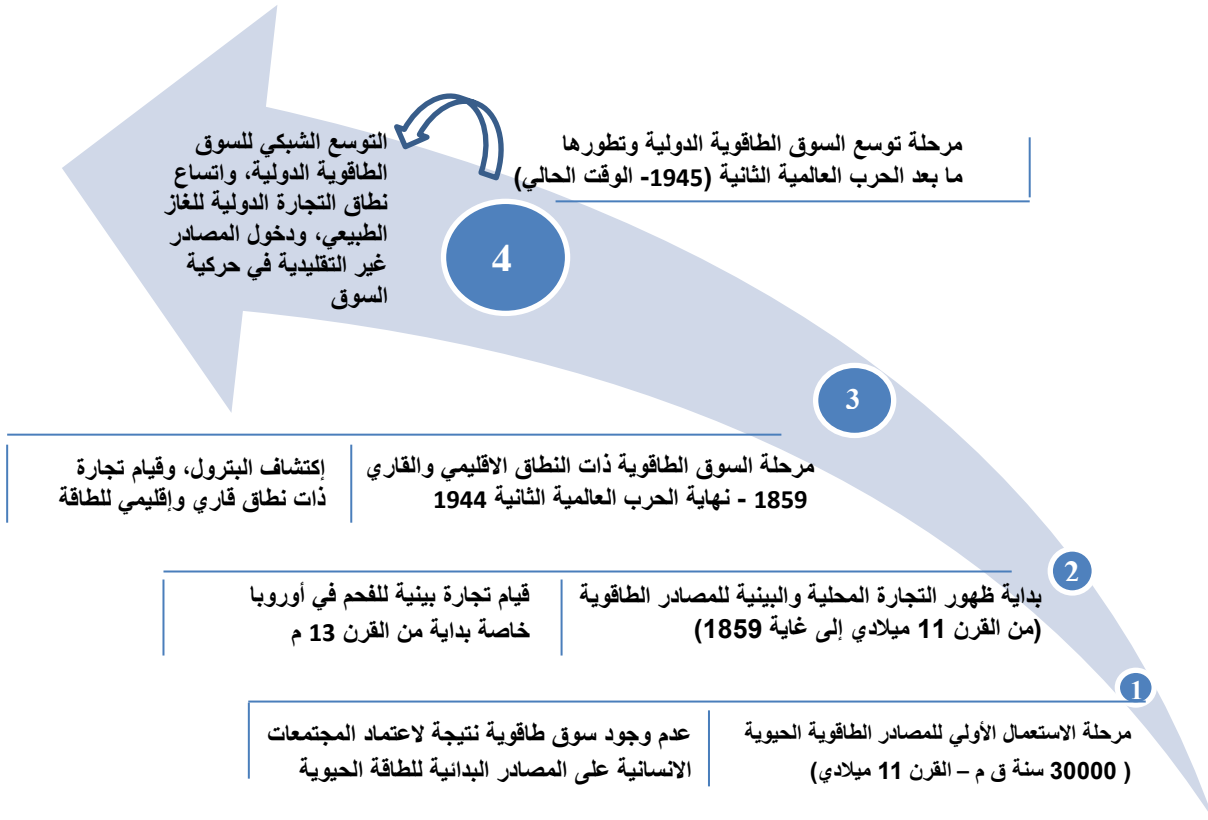 مرحلة توسع السوق الطاقوية الدولية وتطورها
ما بعد الحرب العالمية الثانية (1945- الوقت الحالي)
4
التوسع الشبكي للسوق
الطاقوية الدولية، واتساع
نطاق التجارة الدولية للغاز
الطبيعي، ودخول المصادر
غير التقليدية في حركية
السوق
3
مرحلة السوق الطاقوية ذات النطاق الاقليمي والقاري
1859 - نهاية الحرب العالمية الثانية 1944
إكتشاف البترول، وقيام تجارة
ذات نطاق قاري وإقليمي للطاقة
2
بداية ظهور التجارة المحلية والبينية للمصادر الطاقوية
(من القرن 11 ميلادي إلى غاية 1859)
قيام تجارة بينية للفحم في أوروبا
خاصة بداية من القرن 13 م
1
مرحلة الاستعمال الأولي للمصادر الطاقوية الحيوية
( 30000 سنة ق م – القرن 11 ميلادي)
عدم وجود سوق طاقوية نتيجة لاعتماد المجتمعات
الانسانية على المصادر البدائية للطاقة الحيوية